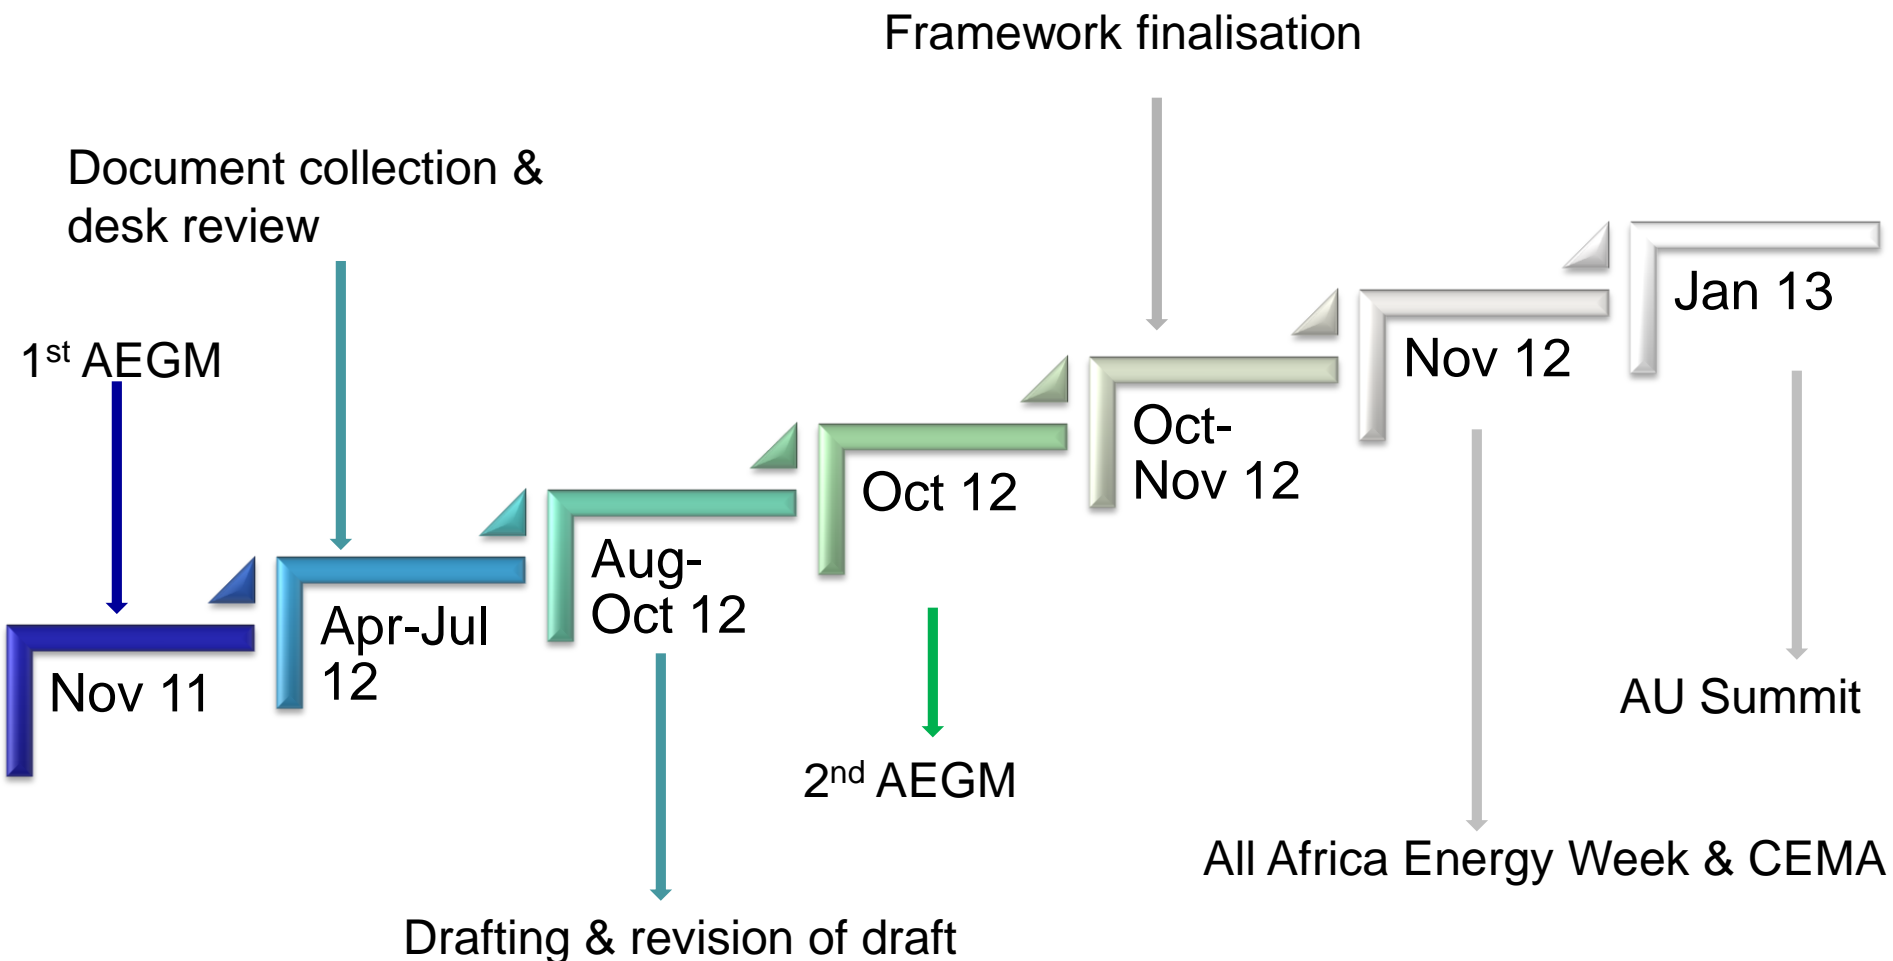 Framework finalisation
Document collection &
desk review
1st AEGM
Jan 13
Nov 12
Oct-
Nov 12
Oct 12
Aug-
Oct 12
Apr-Jul
12
Nov 11
AU Summit
2nd AEGM
All Africa Energy Week & CEMA
Drafting & revision of draft